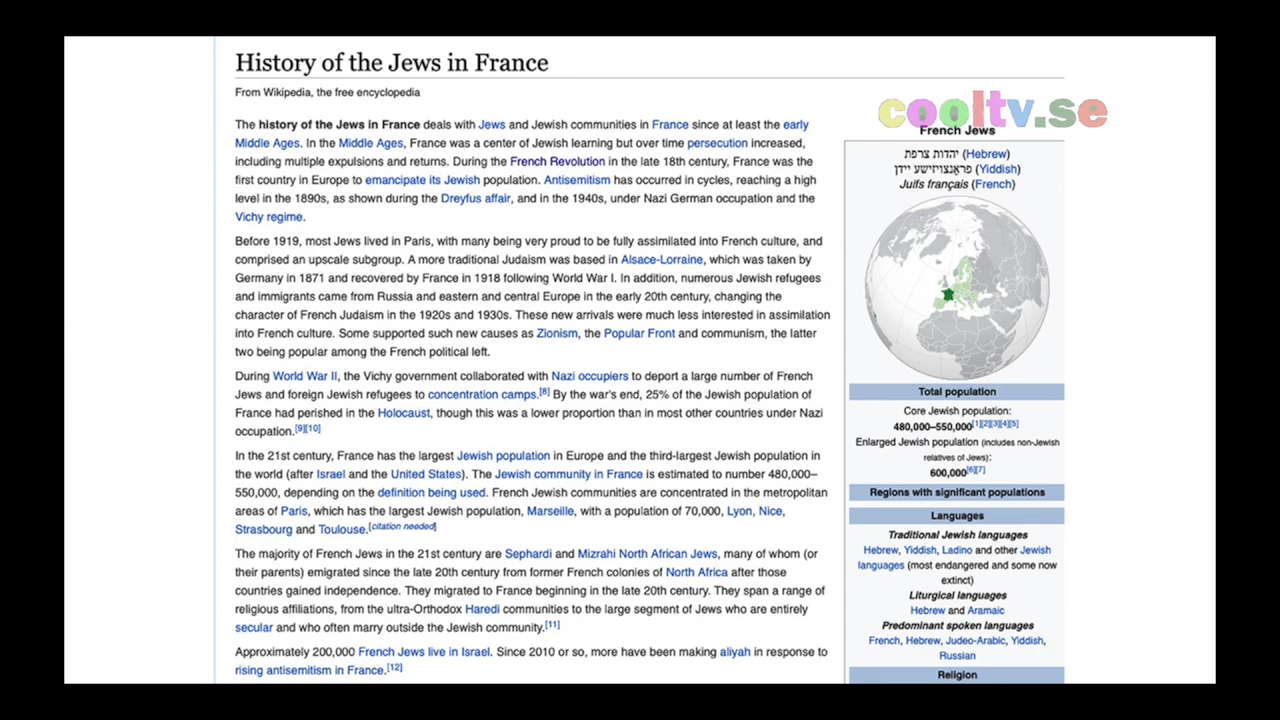 History of the Jews in France
From Wikipedia, the free encyclopedia
The history of the Jews in France deals with Jews and Jewish communities in France since at least the early
Middle Ages. In the Middle Ages, France was a center of Jewish learning but over time persecution increased,
including multiple expulsions and returns. During the French Revolution in the late 18th century, France was the
first country in Europe to emancipate its Jewish population. Antisemitism has occurred in cycles, reaching a high
level in the 1890s, as shown during the Dreyfus affair, and in the 1940s, under Nazi German occupation and the
Vichy regime.
Before 1919, most Jews lived in Paris, with many being very proud to be fully assimilated into French culture, and
comprised an upscale subgroup. A more traditional Judaism was based in Alsace-Lorraine, which was taken by
Germany in 1871 and recovered by France in 1918 following World War I. In addition, numerous Jewish refugees
and immigrants came from Russia and eastern and central Europe in the early 20th century, changing the
character of French Judaism in the 1920s and 1930s. These new arrivals were much less interested in assimilation
into French culture. Some supported such new causes as Zionism, the Popular Front and communism, the latter
two being popular among the French political left.
During World War II, the Vichy government collaborated with Nazi occupiers to deport a large number of French
Jews and foreign Jewish refugees to concentration camps.[8] By the war's end, 25% of the Jewish population of
France had perished in the Holocaust, though this was a lower proportion than in most other countries under Nazi
occupation.[9][10]
In the 21st century, France has the largest Jewish population in Europe and the third-largest Jewish population in
the world (after Israel and the United States). The Jewish community in France is estimated to number 480,000–
550,000, depending on the definition being used. French Jewish communities are concentrated in the metropolitan
areas of Paris, which has the largest Jewish population, Marseille, with a population of 70,000, Lyon, Nice,
Strasbourg and Toulouse.[citation needed]
The majority of French Jews in the 21st century are Sephardi and Mizrahi North African Jews, many of whom (or
their parents) emigrated since the late 20th century from former French colonies of North Africa after those
countries gained independence. They migrated to France beginning in the late 20th century. They span a range of
religious affiliations, from the ultra-Orthodox Haredi communities to the large segment of Jews who are entirely
secular and who often marry outside the Jewish community.[11]
Approximately 200,000 French Jews live in Israel. Since 2010 or so, more have been making aliyah in response to
rising antisemitism in France.[12]
cooltv.se
French Jews
יהדות צרפת (Hebrew)
פֿראַנצויזישע ייִדן (Yiddish)
Juifs français (French)
Total population
Core Jewish population:
480,000–550,000[1][2][3][4][5]
Enlarged Jewish population (includes non-Jewish
relatives of Jews):
600,000[6][7]
Regions with significant populations
Languages
Traditional Jewish languages
Hebrew, Yiddish, Ladino and other Jewish
languages (most endangered and some now
extinct)
Liturgical languages
Hebrew and Aramaic
Predominant spoken languages
French, Hebrew, Judeo-Arabic, Yiddish,
Russian
Religion